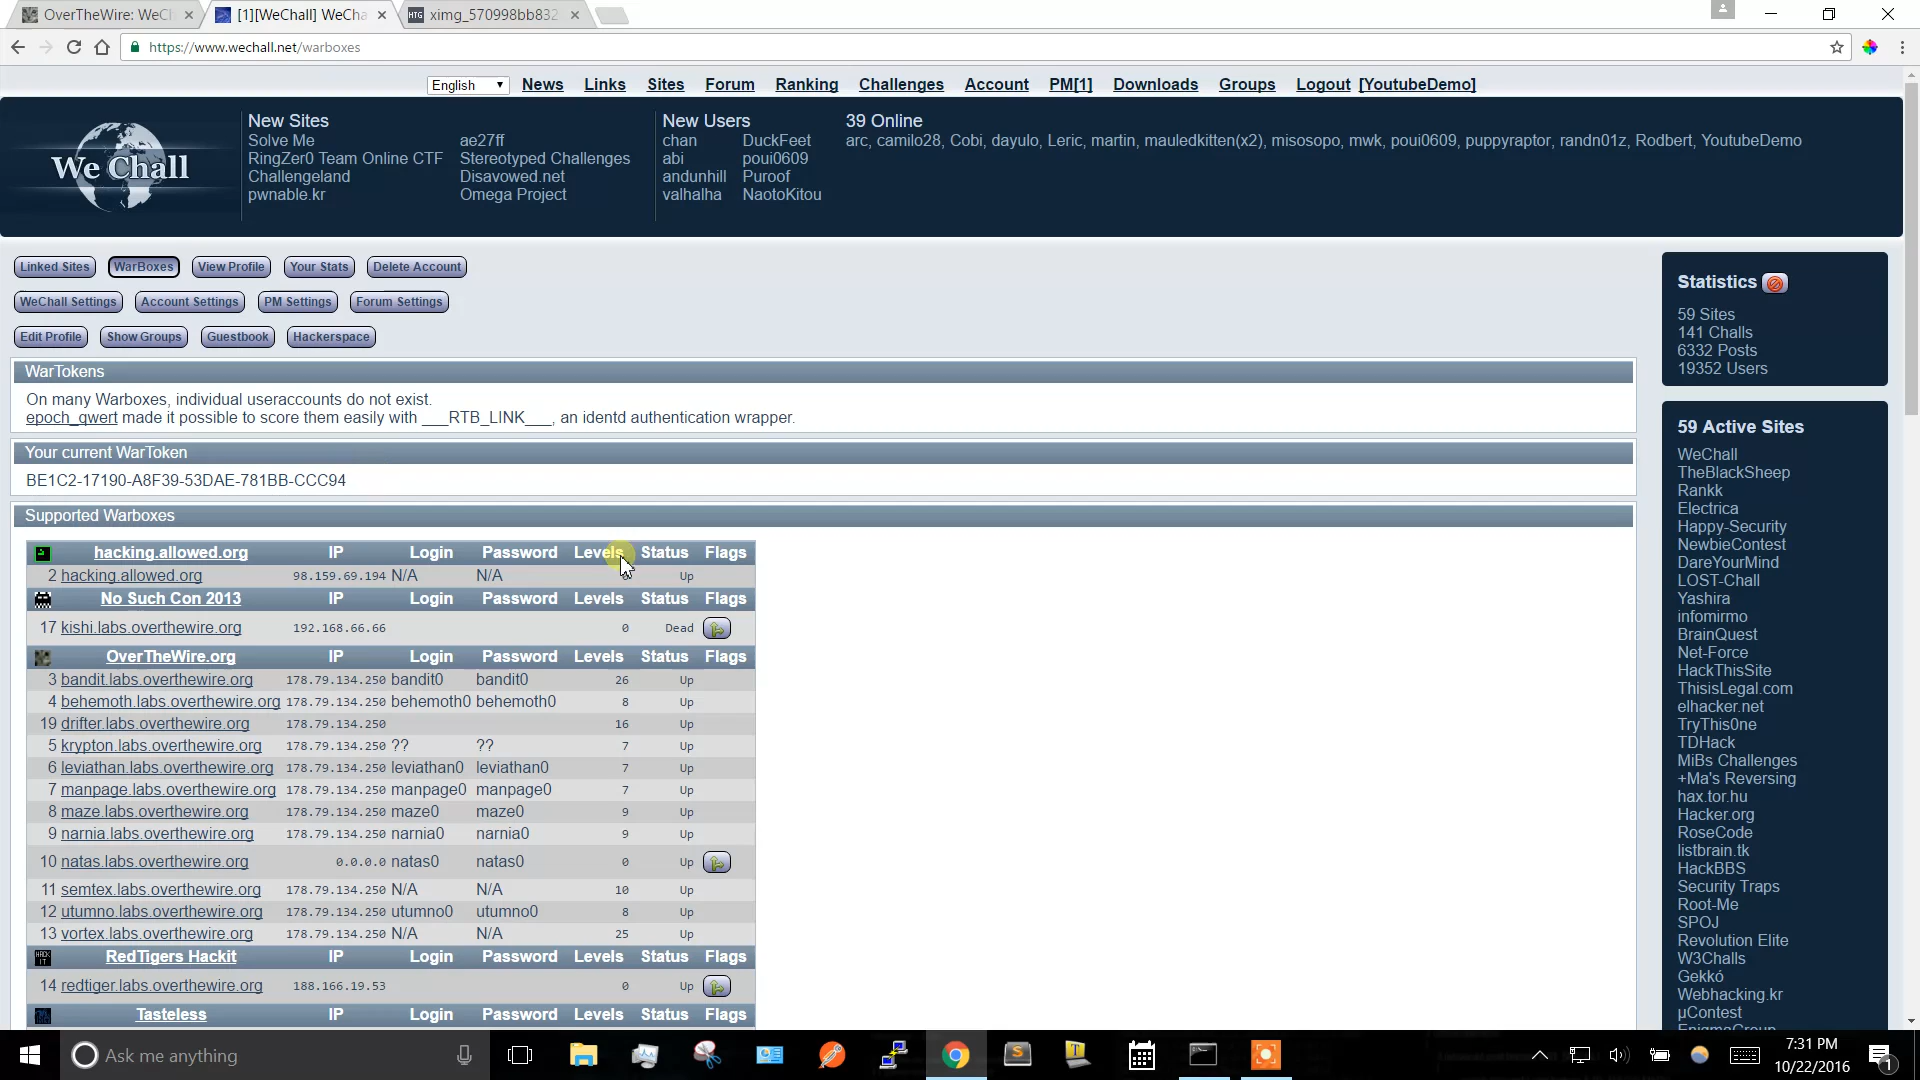 OverTheWire: WeC
[1][WeChall] WeCha
HTG ximg_570998bb832
https://www.wechall.net/warboxes
English News Links Sites Forum Ranking Challenges Account PM[1] Downloads Groups Logout [YoutubeDemo]
We Chall
New Sites
Solve Me ae27ff
RingZer0 Team Online CTF Stereotyped Challenges
Challengeland Disavowed.net
pwnable.kr Omega Project
New Users
chan DuckFeet
abi poui0609
andunhill Puroof
valhalha NaotoKitou
39 Online
arc, camilo28, Cobi, dayulo, Leric, martin, mauledkitten(x2), misosopo, mwk, poui0609, puppyraptor, randn01z, Rodbert, YoutubeDemo
Linked Sites WarBoxes View Profile Your Stats Delete Account
WeChall Settings Account Settings PM Settings Forum Settings
Edit Profile Show Groups Guestbook Hackerspace
WarTokens
On many Warboxes, individual useraccounts do not exist.
epoch_qwert made it possible to score them easily with ___RTB_LINK___, an identd authentication wrapper.
Your current WarToken
BE1C2-17190-A8F39-53DAE-781BB-CCC94
Supported Warboxes
hacking.allowed.org IP Login Password Levels Status Flags
2 hacking.allowed.org 98.159.69.194 N/A N/A Up
No Such Con 2013 IP Login Password Levels Status Flags
17 kishi.labs.overthewire.org 192.168.66.66 0 Dead
OverTheWire.org IP Login Password Levels Status Flags
3 bandit.labs.overthewire.org 178.79.134.250 bandit0 bandit0 26 Up
4 behemoth.labs.overthewire.org 178.79.134.250 behemoth0 behemoth0 8 Up
19 drifter.labs.overthewire.org 178.79.134.250 16 Up
5 krypton.labs.overthewire.org 178.79.134.250 ?? ?? 7 Up
6 leviathan.labs.overthewire.org 178.79.134.250 leviathan0 leviathan0 7 Up
7 manpage.labs.overthewire.org 178.79.134.250 manpage0 manpage0 7 Up
8 maze.labs.overthewire.org 178.79.134.250 maze0 maze0 9 Up
9 narnia.labs.overthewire.org 178.79.134.250 narnia0 narnia0 9 Up
10 natas.labs.overthewire.org 0.0.0.0 natas0 natas0 0 Up
11 semtex.labs.overthewire.org 178.79.134.250 N/A N/A 10 Up
12 utumno.labs.overthewire.org 178.79.134.250 utumno0 utumno0 8 Up
13 vortex.labs.overthewire.org 178.79.134.250 N/A N/A 25 Up
RedTigers Hackit IP Login Password Levels Status Flags
14 redtiger.labs.overthewire.org 188.166.19.53 0 Up
Tasteless IP Login Password Levels Status Flags
Statistics
59 Sites
141 Challs
6332 Posts
19352 Users
59 Active Sites
WeChall
TheBlackSheep
Rankk
Electrica
Happy-Security
NewbieContest
DareYourMind
LOST-Chall
Yashira
infomirmo
BrainQuest
Net-Force
HackThisSite
ThisisLegal.com
elhacker.net
TryThis0ne
TDHack
MiBs Challenges
+Ma's Reversing
hax.tor.hu
Hacker.org
RoseCode
listbrain.tk
HackBBS
Security Traps
Root-Me
SPOJ
Revolution Elite
W3Challs
Gekkó
Webhacking.kr
µContest
EnigmaGroup
Ask me anything
7:31 PM
10/22/2016
1